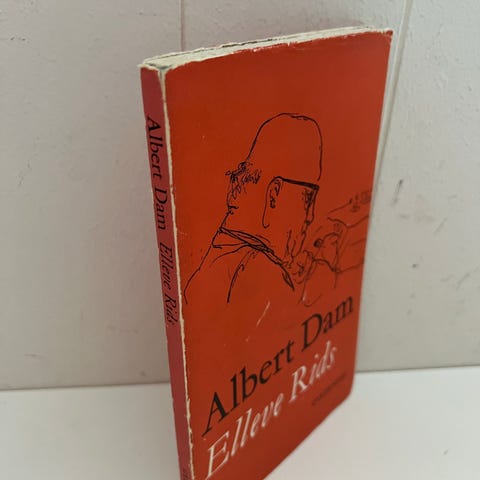 Albert Dam Elleve Rids
Albert Dam
Elleve Rids